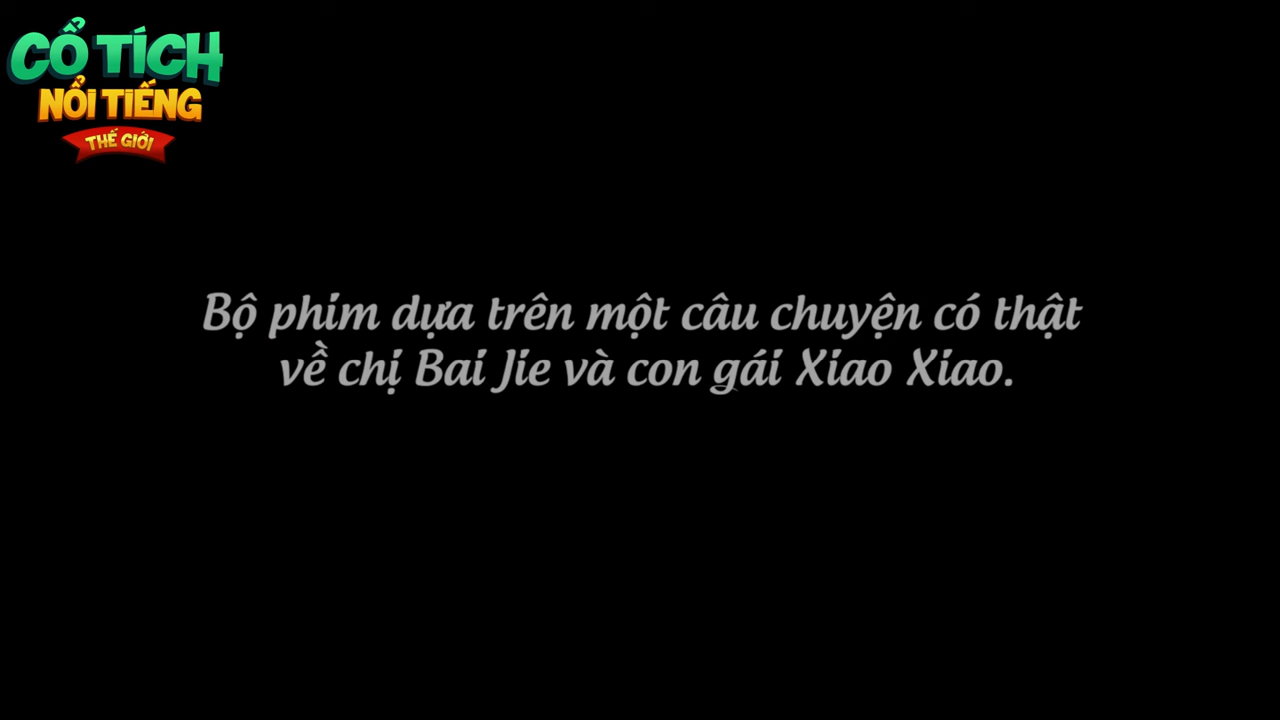 CỔ TÍCH
NỔI TIẾNG
THẾ GIỚI
Bộ phim dựa trên một câu chuyện có thật
về chị Bai Jie và con gái Xiao Xiao.